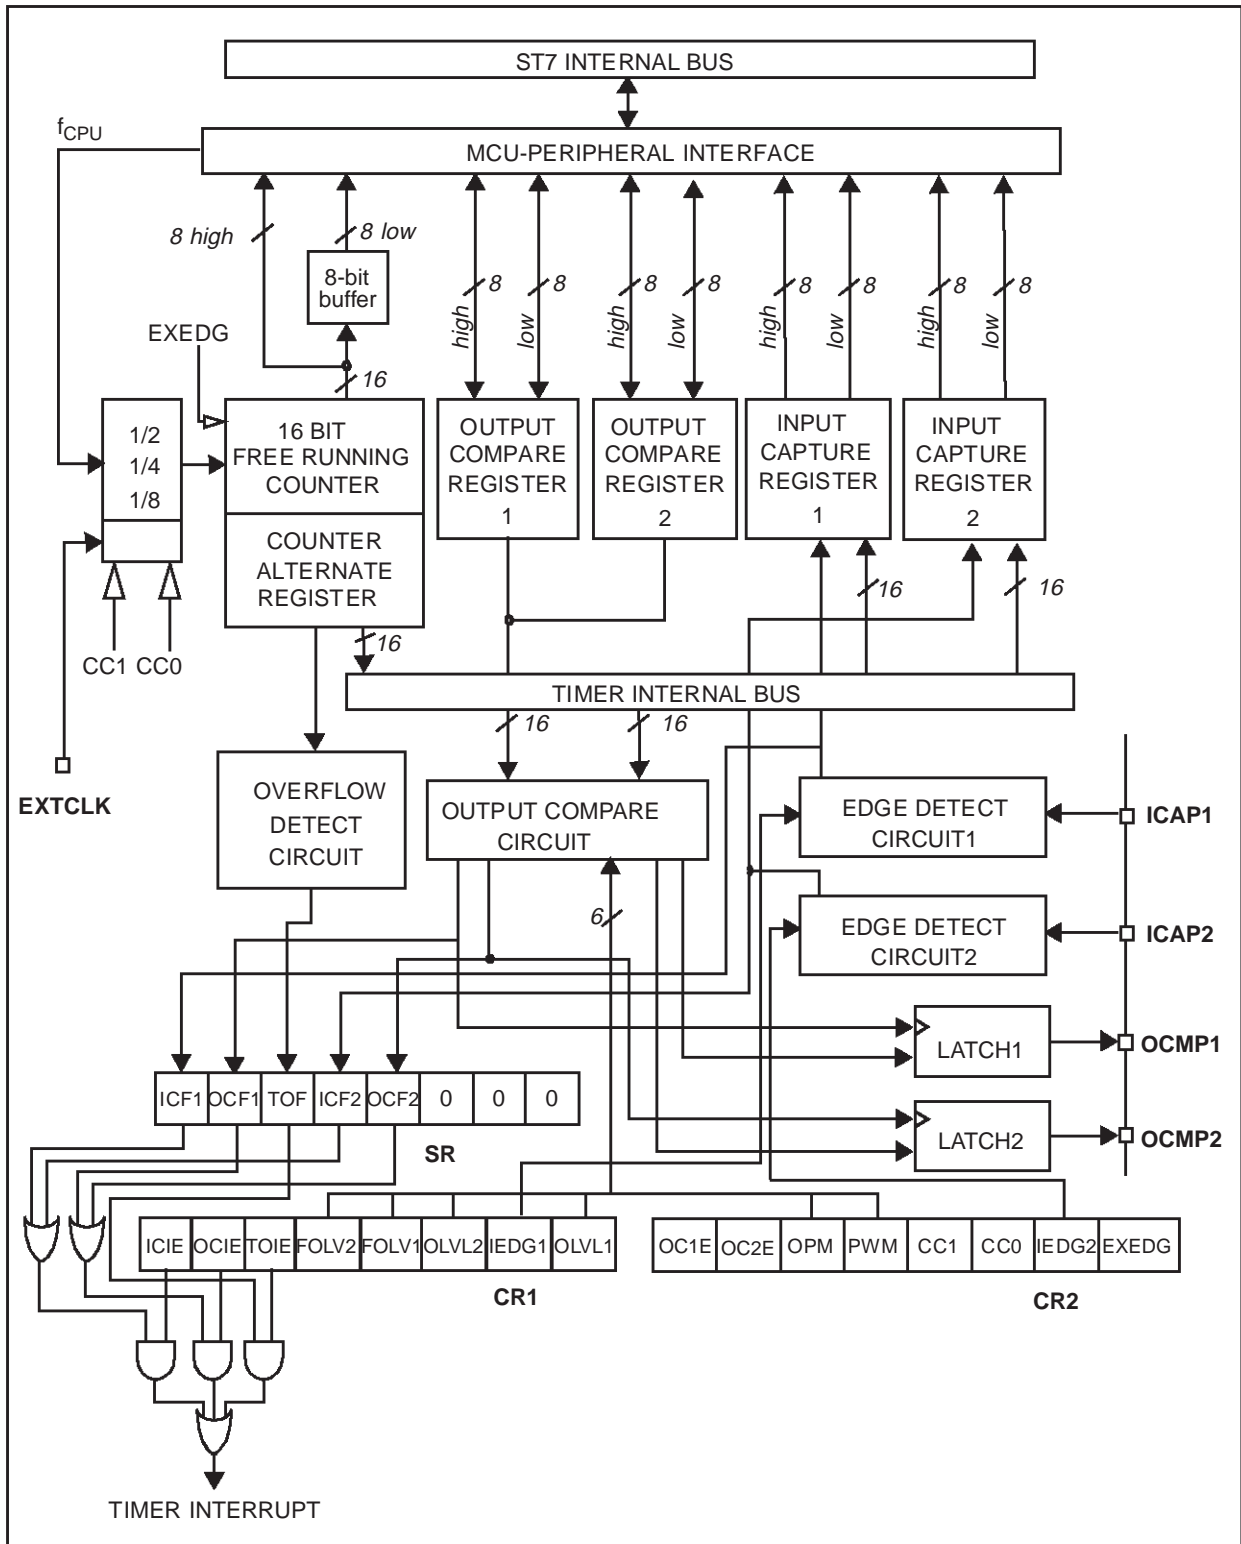 ST7 INTERNAL BUS
fCPU
MCU-PERIPHERAL INTERFACE
8 high
8 low
8-bit
buffer
16
EXEDG
high
8
low
8
high
8
low
8
high
8
low
8
high
8
low
8
1/2
1/4
1/8
16 BIT
FREE RUNNING
COUNTER
COUNTER
ALTERNATE
REGISTER
OUTPUT
COMPARE
REGISTER
1
OUTPUT
COMPARE
REGISTER
2
INPUT
CAPTURE
REGISTER
1
INPUT
CAPTURE
REGISTER
2
16
16
16
CC1 CC0
TIMER INTERNAL BUS
16
16
EXTCLK
OVERFLOW
DETECT
CIRCUIT
OUTPUT COMPARE
CIRCUIT
EDGE DETECT
CIRCUIT1
ICAP1
6
EDGE DETECT
CIRCUIT2
ICAP2
LATCH1
OCMP1
LATCH2
OCMP2
ICF1 OCF1 TOF ICF2 OCF2 0 0 0
SR
ICIE OCIE TOIE FOLV2 FOLV1 OLVL2 IEDG1 OLVL1
CR1
OC1E OC2E OPM PWM CC1 CC0 IEDG2 EXEDG
CR2
TIMER INTERRUPT